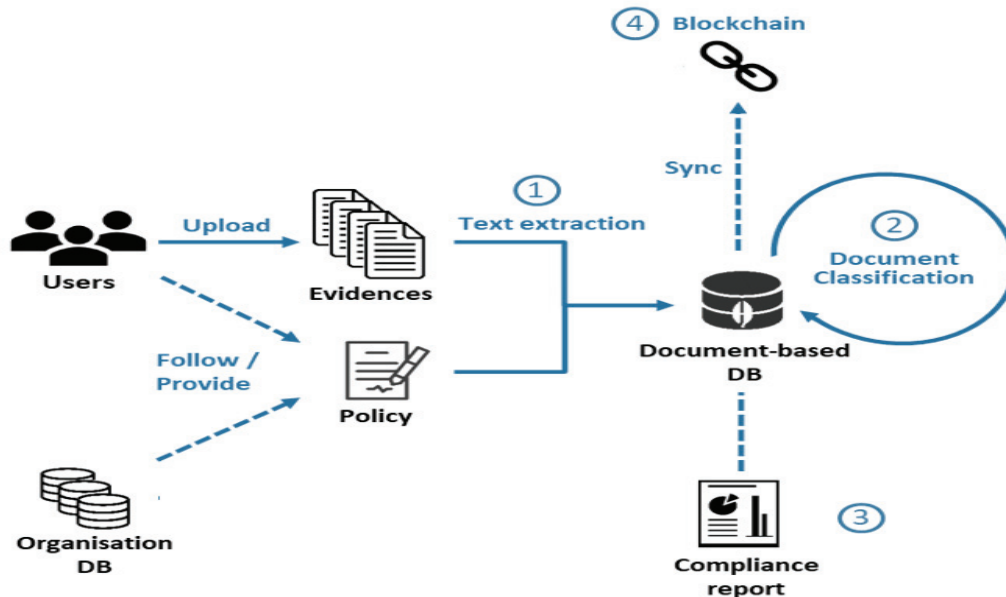 4 Blockchain
Sync
1
Upload
Text extraction
2
Document
Classification
Users
Evidences
Document-based
DB
Follow /
Provide
Policy
Organisation
DB
3
Compliance
report